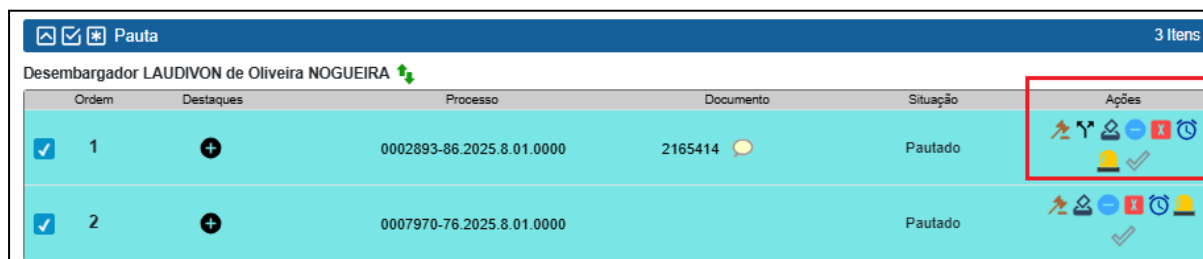 Pauta 3 Itens
Desembargador LAUDIVON de Oliveira NOGUEIRA
Ordem Destaques Processo Documento Situação Ações
1 0002893-86.2025.8.01.0000 2165414 Pautado
2 0007970-76.2025.8.01.0000 Pautado